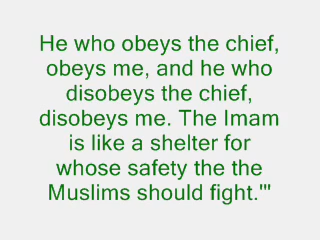 He who obeys the chief,
obeys me, and he who
disobeys the chief,
disobeys me. The Imam
is like a shelter for
whose safety the the
Muslims should fight.'"